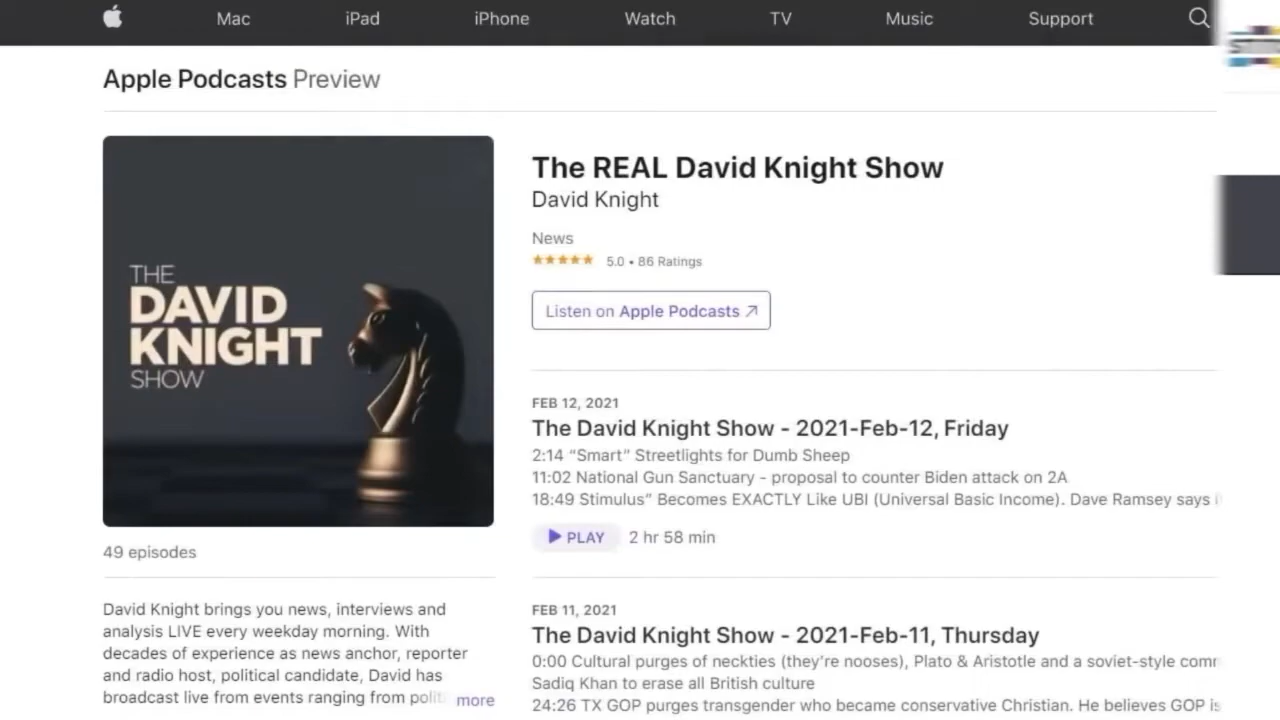 Mac iPad iPhone Watch TV Music Support
Apple Podcasts Preview
THE
DAVID
KNIGHT
SHOW
49 episodes
David Knight brings you news, interviews and
analysis LIVE every weekday morning. With
decades of experience as news anchor, reporter
and radio host, political candidate, David has
broadcast live from events ranging from polit more
The REAL David Knight Show
David Knight
News
5.0 • 86 Ratings
Listen on Apple Podcasts
FEB 12, 2021
The David Knight Show - 2021-Feb-12, Friday
2:14 “Smart” Streetlights for Dumb Sheep
11:02 National Gun Sanctuary - proposal to counter Biden attack on 2A
18:49 Stimulus” Becomes EXACTLY Like UBI (Universal Basic Income). Dave Ramsey says
PLAY 2 hr 58 min
FEB 11, 2021
The David Knight Show - 2021-Feb-11, Thursday
0:00 Cultural purges of neckties (they’re nooses), Plato & Aristotle and a soviet-style
Sadiq Khan to erase all British culture
24:26 TX GOP purges transgender who became conservative Christian. He believes GOP is